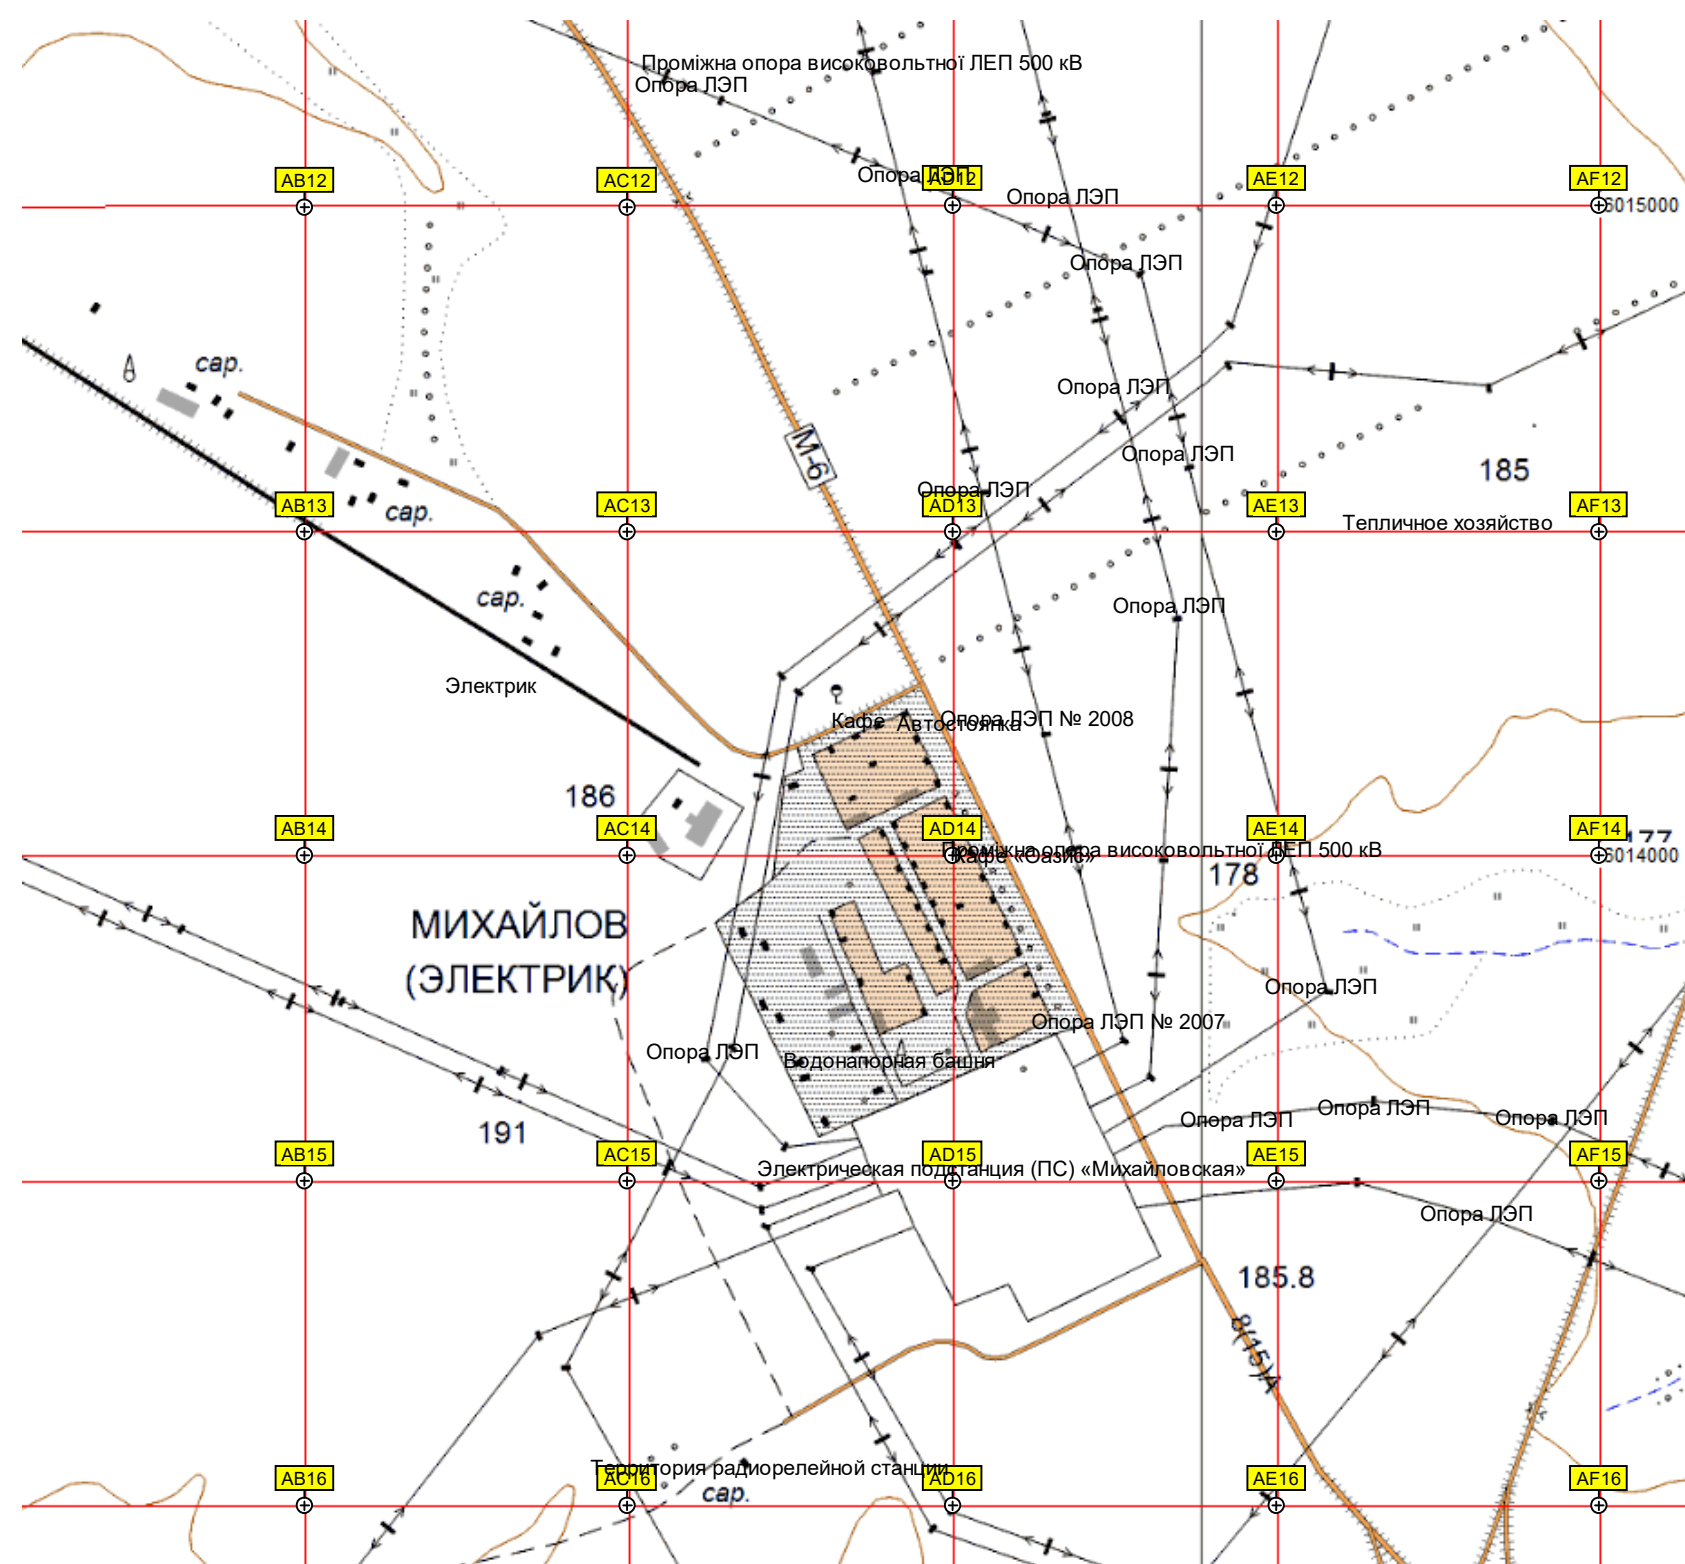 Проміжна опора високовольтної ЛЕП 500 кВ
Опора ЛЭП
AB12
AC12
Опора ЛЭП
AD12
AE12
AF12
Опора ЛЭП
6015000
Опора ЛЭП
сар.
Опора ЛЭП
М-6
Опора ЛЭП
185
Опора ЛЭП
AB13
сар.
AC13
AD13
AE13
AF13
Тепличное хозяйство
сар.
Опора ЛЭП
Электрик
Кафе
Автостоянка
Опора ЛЭП № 2008
186
AB14
AC14
AD14
AE14
AF14
177
Проміжна опора високовольтної ЛЕП 500 кВ
Кафе «Оазис»
6014000
178
МИХАЙЛОВ
(ЭЛЕКТРИК)
Опора ЛЭП
Опора ЛЭП № 2007
Опора ЛЭП
Водонапорная башня
Опора ЛЭП
Опора ЛЭП
Опора ЛЭП
191
AB15
AC15
AD15
AE15
AF15
Электрическая подстанция (ПС) «Михайловская»
Опора ЛЭП
185.8
8(15)А
Территория радиорелейной станции
AB16
AC16
AD16
AE16
AF16
сар.